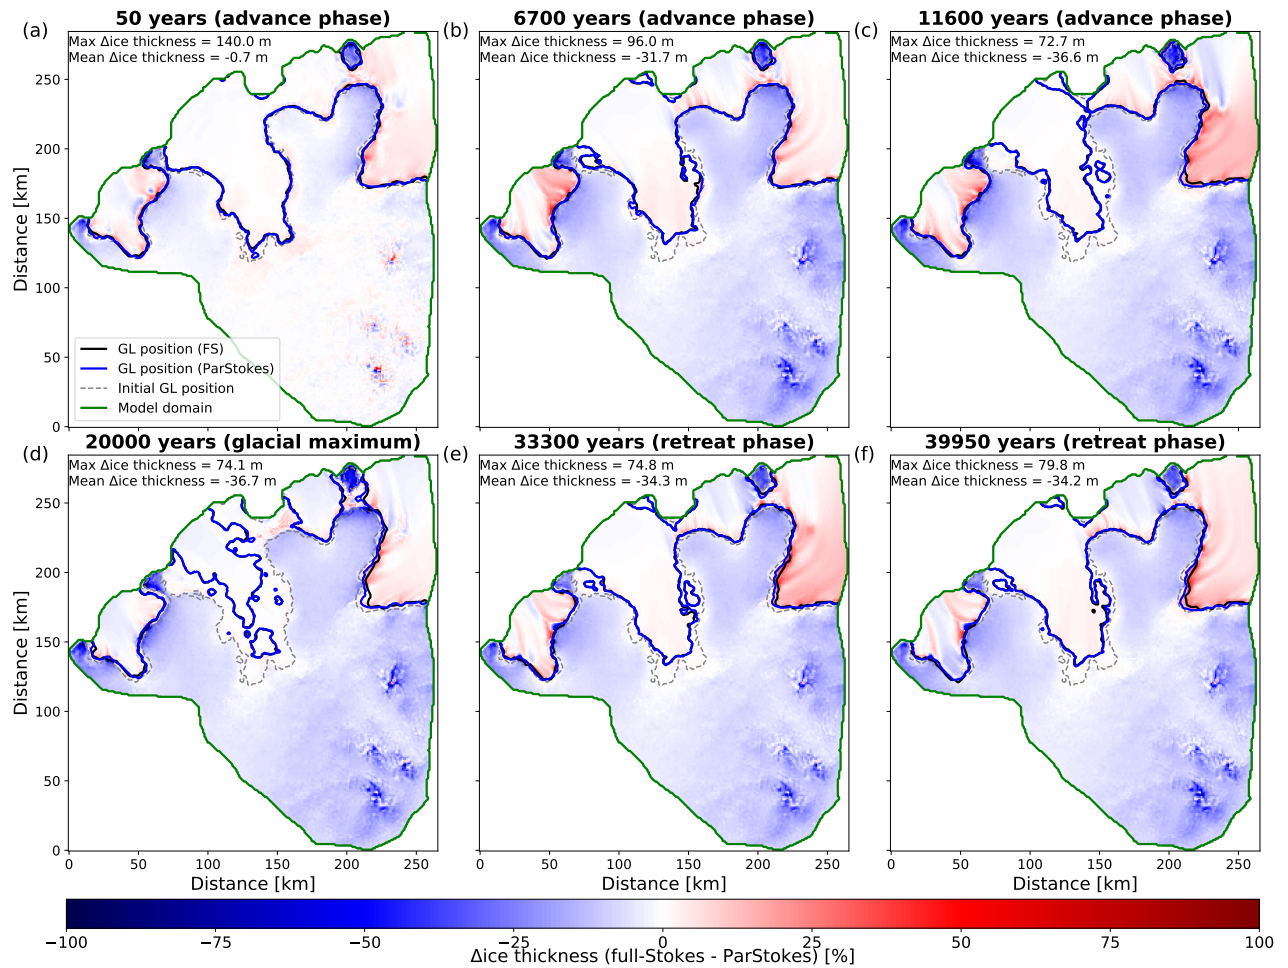 50 years (advance phase)
6700 years (advance phase)
11600 years (advance phase)
(a)
(b)
(c)
Max Δice thickness = 140.0 m
Mean Δice thickness = -0.7 m
Max Δice thickness = 96.0 m
Mean Δice thickness = -31.7 m
Max Δice thickness = 72.7 m
Mean Δice thickness = -36.6 m
250
200
150
100
50
0
Distance [km]
GL position (FS)
GL position (ParStokes)
Initial GL position
Model domain
20000 years (glacial maximum)
33300 years (retreat phase)
39950 years (retreat phase)
(d)
(e)
(f)
Max Δice thickness = 74.1 m
Mean Δice thickness = -36.7 m
Max Δice thickness = 74.8 m
Mean Δice thickness = -34.3 m
Max Δice thickness = 79.8 m
Mean Δice thickness = -34.2 m
250
200
150
100
50
0
Distance [km]
0 50 100 150 200 250
0 50 100 150 200 250
0 50 100 150 200 250
Distance [km]
Distance [km]
Distance [km]
−100 −75 −50 −25 0 25 50 75 100
Δice thickness (full-Stokes - ParStokes) [%]